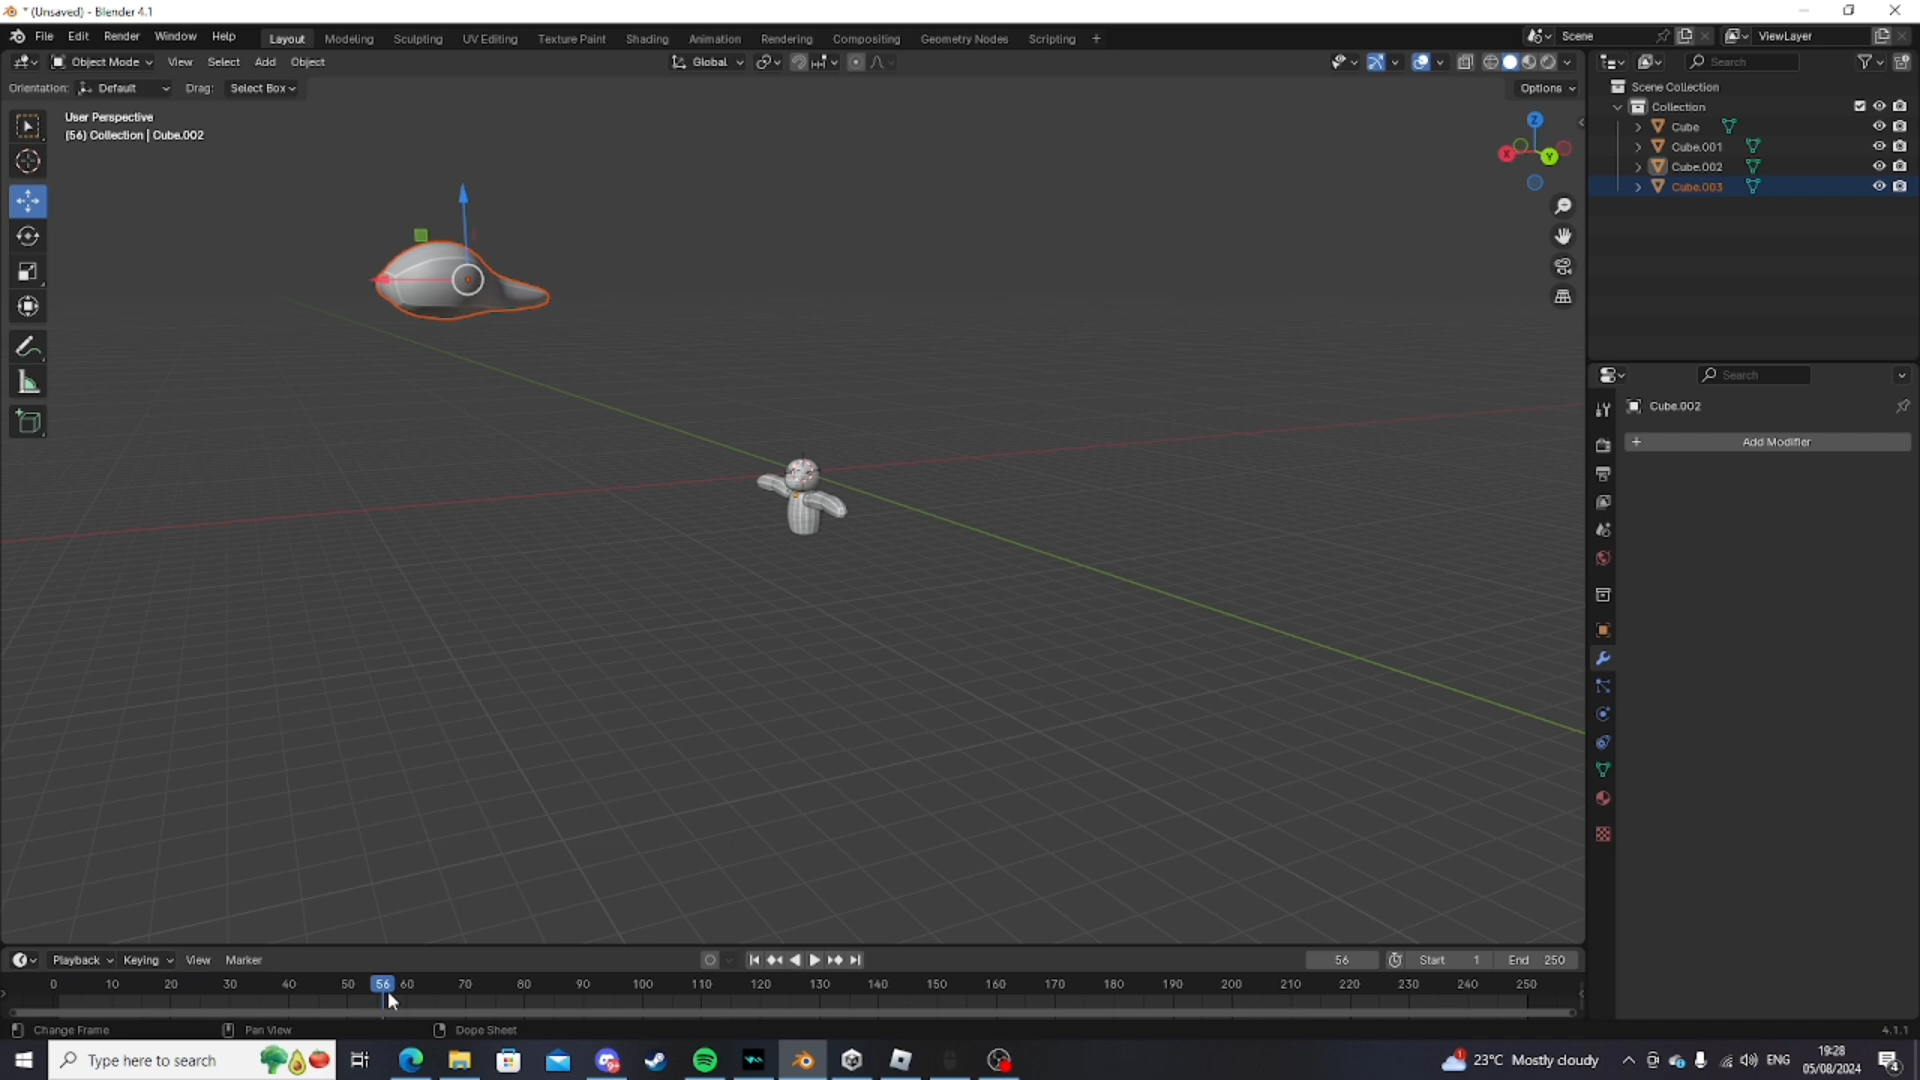 * (Unsaved) - Blender 4.1
File Edit Render Window Help Layout Modeling Sculpting UV Editing Texture Paint Shading Animation Rendering Compositing Geometry Nodes Scripting + Scene ViewLayer
Object Mode View Select Add Object Global Search
Orientation: Default Drag: Select Box Options
Scene Collection
User Perspective
(56) Collection | Cube.002
Collection
Cube
Cube.001
Cube.002
Cube.003
Z
X
Y
Search
Cube.002
+ Add Modifier
Playback Keying View Marker 56 Start 1 End 250
0 10 20 30 40 50 56 60 70 80 90 100 110 120 130 140 150 160 170 180 190 200 210 220 230 240 250
Change Frame Pan View Dope Sheet 4.1.1
Type here to search 23°C Mostly cloudy ENG 19:28
05/08/2024